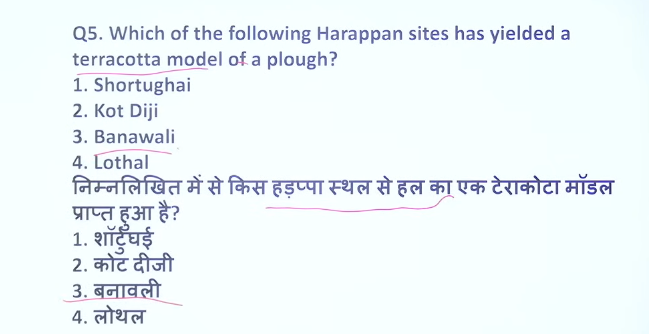 Q5. Which of the following Harappan sites has yielded a
terracotta model of a plough?
1. Shortughai
2. Kot Diji
3. Banawali
4. Lothal
निम्नलिखित में से किस हड़प्पा स्थल से हल का एक टेराकोटा मॉडल
प्राप्त हुआ है?
1. शॉर्टुघई
2. कोट दीजी
3. बनावली
4. लोथल